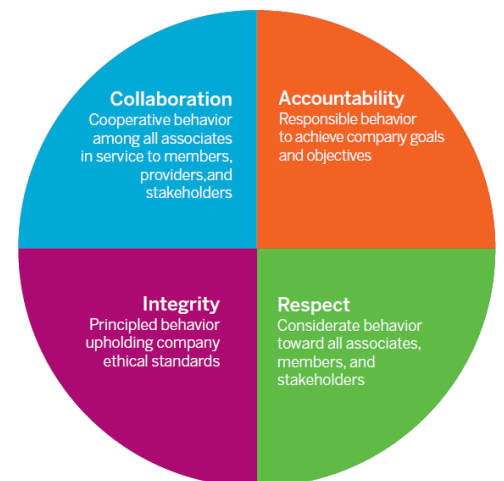 Collaboration
Cooperative behavior
among all associates
in service to members,
providers,and
stakeholders
Accountability
Responsible behavior
to achieve company goals
and objectives
Integrity
Principled behavior
upholding company
ethical standards
Respect
Considerate behavior
toward all associates,
members, and
stakeholders